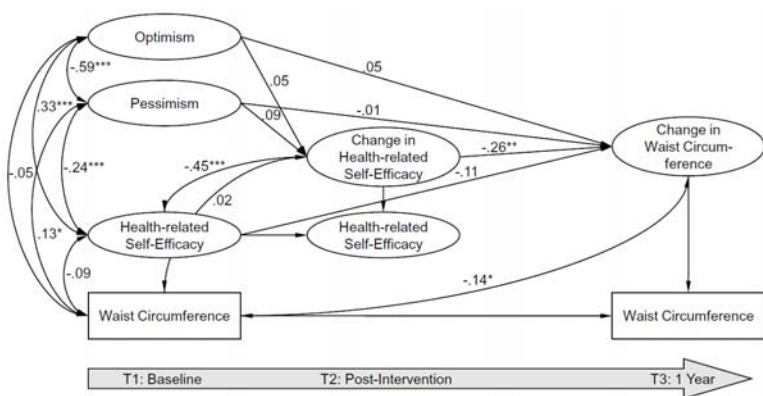 Optimism
-.59***
.05
.05
.33***
Pessimism
.09
-.01
Change in
Health-related
Self-Efficacy
-.26**
Change in
Waist Circum-
ference
-.24***
-.45***
-.11
-.05
.02
.13*
Health-related
Self-Efficacy
Health-related
Self-Efficacy
-.09
-.14*
Waist Circumference
Waist Circumference
T1: Baseline
T2: Post-Intervention
T3: 1 Year